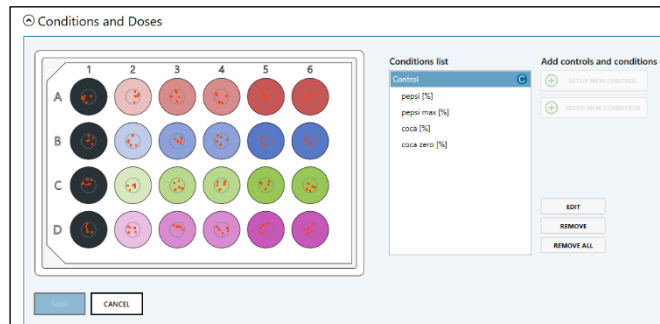 Conditions and Doses
1 2 3 4 5 6
A
B
C
D
Conditions list
Control C
pepsi [%]
pepsi max [%]
coca [%]
coca zero [%]
Add controls and conditions
SETUP NEW CONTROL
SETUP NEW CONDITION
EDIT
REMOVE
REMOVE ALL
SAVE
CANCEL